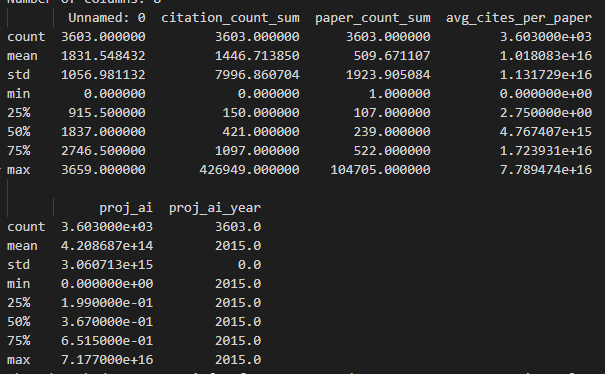 Number of columns: 8
Unnamed: 0 citation_count_sum paper_count_sum avg_cites_per_paper
count 3603.000000 3603.000000 3603.000000 3.603000e+03
mean 1831.548432 1446.713850 509.671107 1.018083e+16
std 1056.981132 7996.860704 1923.905084 1.131729e+16
min 0.000000 0.000000 1.000000 0.000000e+00
25% 915.500000 150.000000 107.000000 2.750000e+00
50% 1837.000000 421.000000 239.000000 4.767407e+15
75% 2746.500000 1097.000000 522.000000 1.723931e+16
max 3659.000000 426949.000000 104705.000000 7.789474e+16
proj_ai proj_ai_year
count 3.603000e+03 3603.0
mean 4.208687e+14 2015.0
std 3.060713e+15 0.0
min 0.000000e+00 2015.0
25% 1.990000e-01 2015.0
50% 3.670000e-01 2015.0
75% 6.515000e-01 2015.0
max 7.177000e+16 2015.0